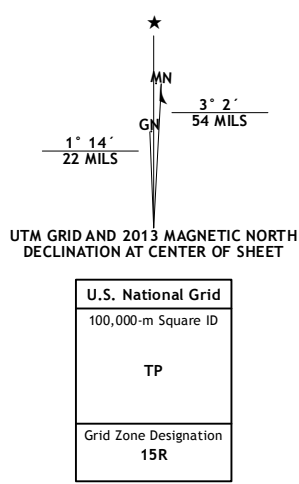 ★
MN
3° 2´
54 MILS
GN
1° 14´
22 MILS
UTM GRID AND 2013 MAGNETIC NORTH
DECLINATION AT CENTER OF SHEET
U.S. National Grid
100,000-m Square ID
TP
Grid Zone Designation
15R